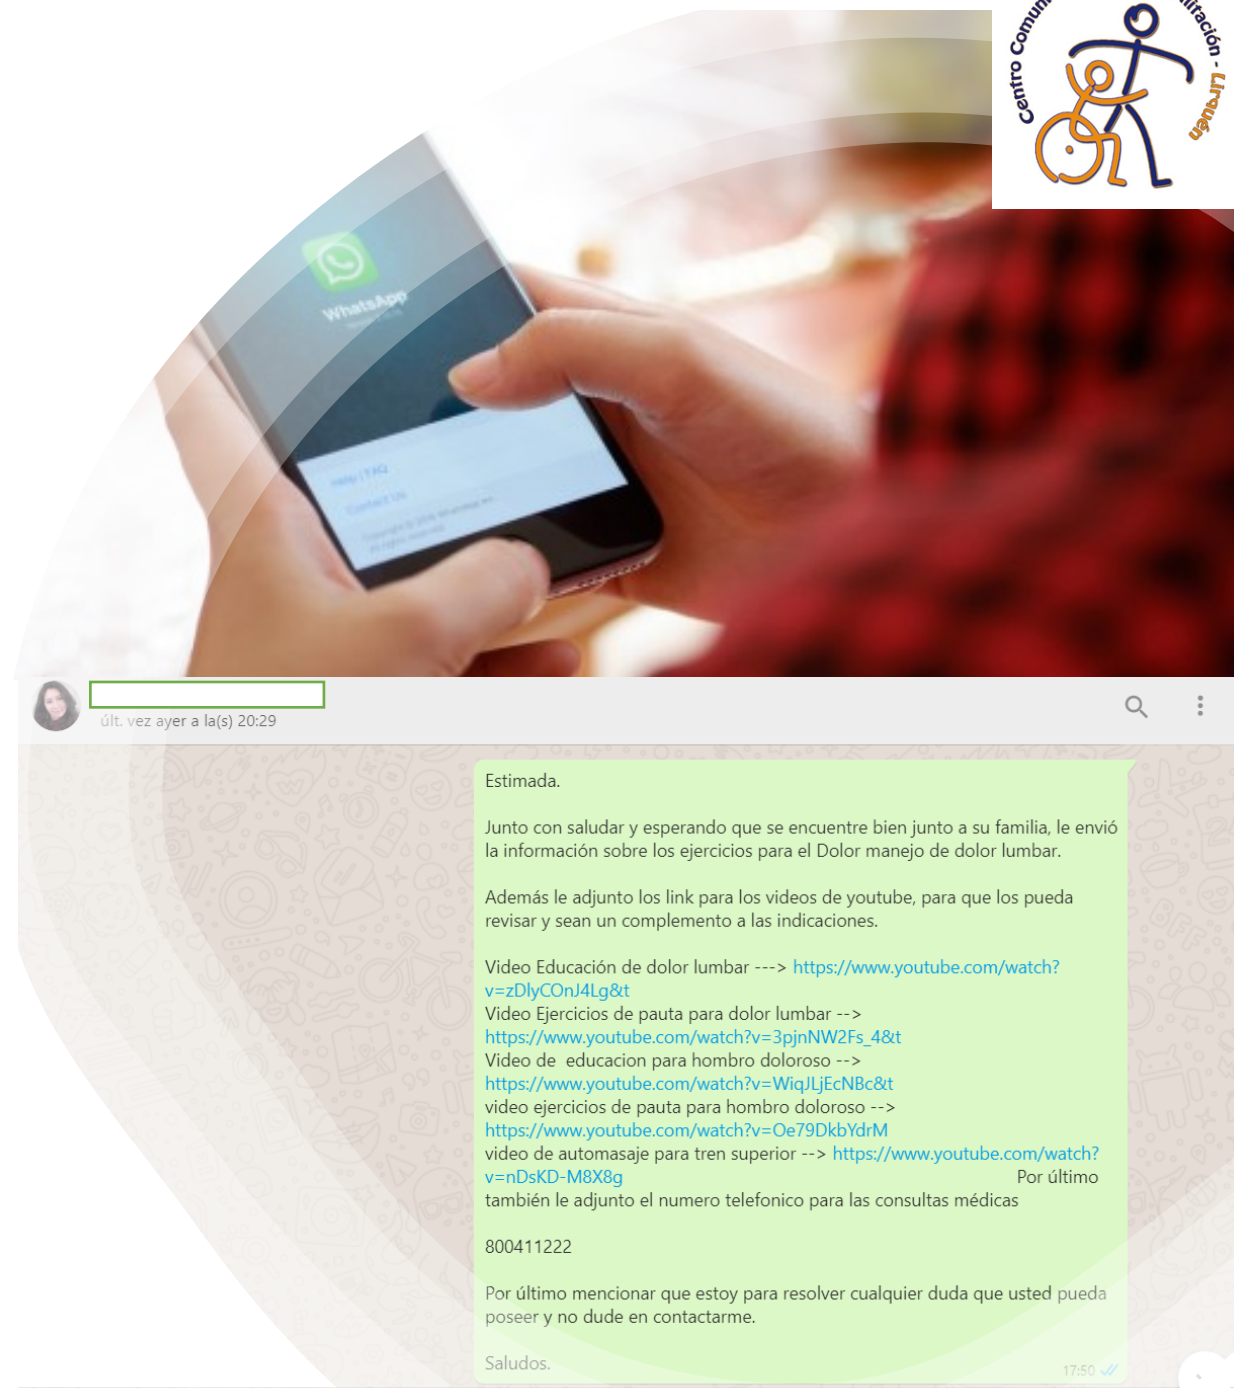 Centro Comun
itación - Lirquén
WhatsApp
Help | FAQ
Contact Us
últ. vez ayer a la(s) 20:29
Estimada.
Junto con saludar y esperando que se encuentre bien junto a su familia, le envió
la información sobre los ejercicios para el Dolor manejo de dolor lumbar.
Además le adjunto los link para los videos de youtube, para que los pueda
revisar y sean un complemento a las indicaciones.
Video Educación de dolor lumbar ---> https://www.youtube.com/watch?
v=zDlyCOnJ4Lg&t
Video Ejercicios de pauta para dolor lumbar -->
https://www.youtube.com/watch?v=3pjnNW2Fs_4&t
Video de  educacion para hombro doloroso -->
https://www.youtube.com/watch?v=WiqJLjEcNBc&t
video ejercicios de pauta para hombro doloroso -->
https://www.youtube.com/watch?v=Oe79DkbYdrM
video de automasaje para tren superior --> https://www.youtube.com/watch?
v=nDsKD-M8X8g Por último
también le adjunto el numero telefonico para las consultas médicas
800411222
Por último mencionar que estoy para resolver cualquier duda que usted pueda
poseer y no dude en contactarme.
Saludos.
17:50